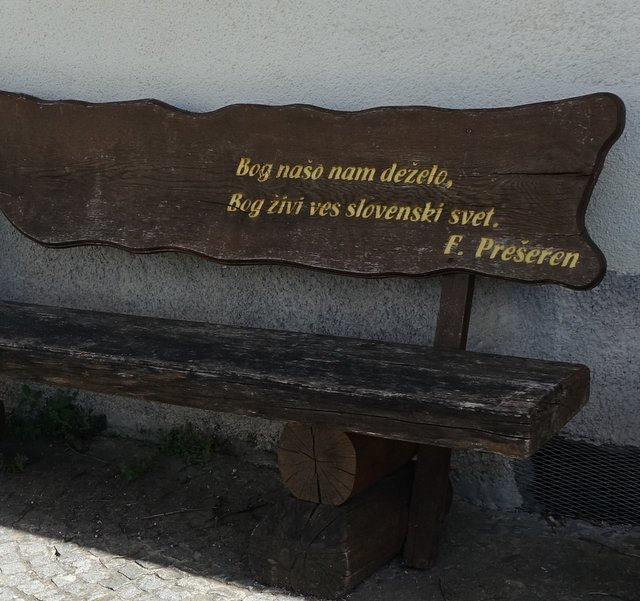 Bog našo nam deželo,
Bog živi ves slovenski svet.
F. Prešeren